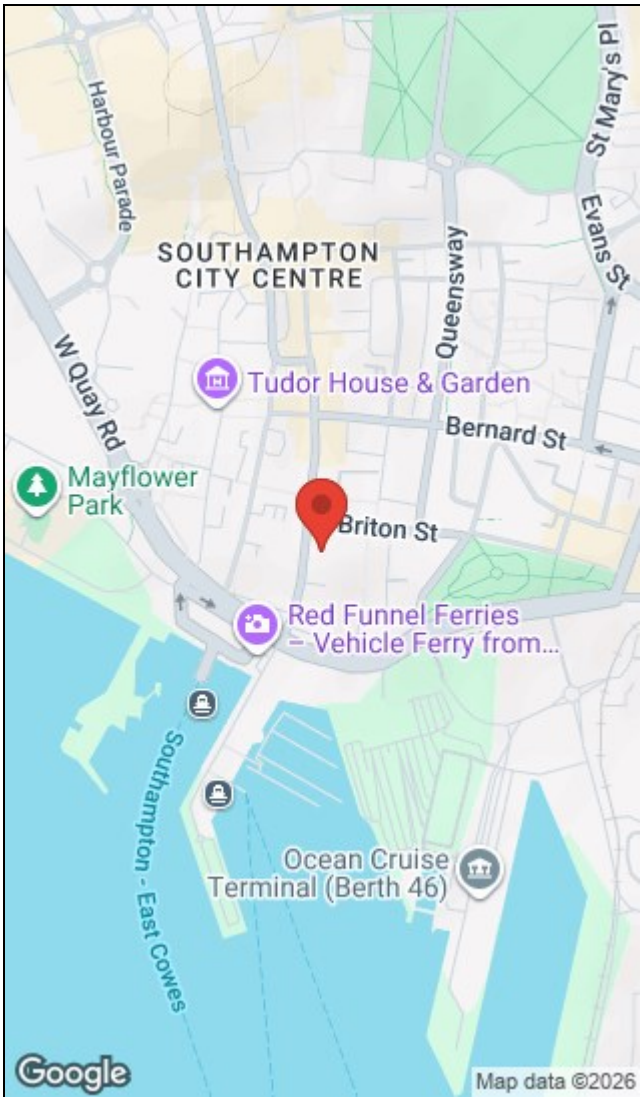 Harbour Parade
St Mary's Pl
Evans St
SOUTHAMPTON
CITY CENTRE
Queensway
W Quay Rd
Tudor House & Garden
Bernard St
Mayflower
Park
Briton St
Red Funnel Ferries
– Vehicle Ferry from...
Southampton - East Cowes
Ocean Cruise
Terminal (Berth 46)
Google
Map data ©2026